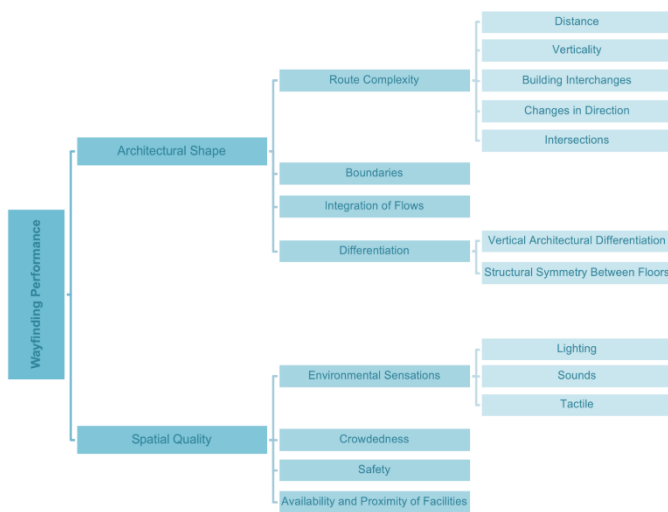 Wayfinding Performance
Architectural Shape
Route Complexity
Distance
Verticality
Building Interchanges
Changes in Direction
Intersections
Boundaries
Integration of Flows
Differentiation
Vertical Architectural Differentiation
Structural Symmetry Between Floors
Spatial Quality
Environmental Sensations
Lighting
Sounds
Tactile
Crowdedness
Safety
Availability and Proximity of Facilities